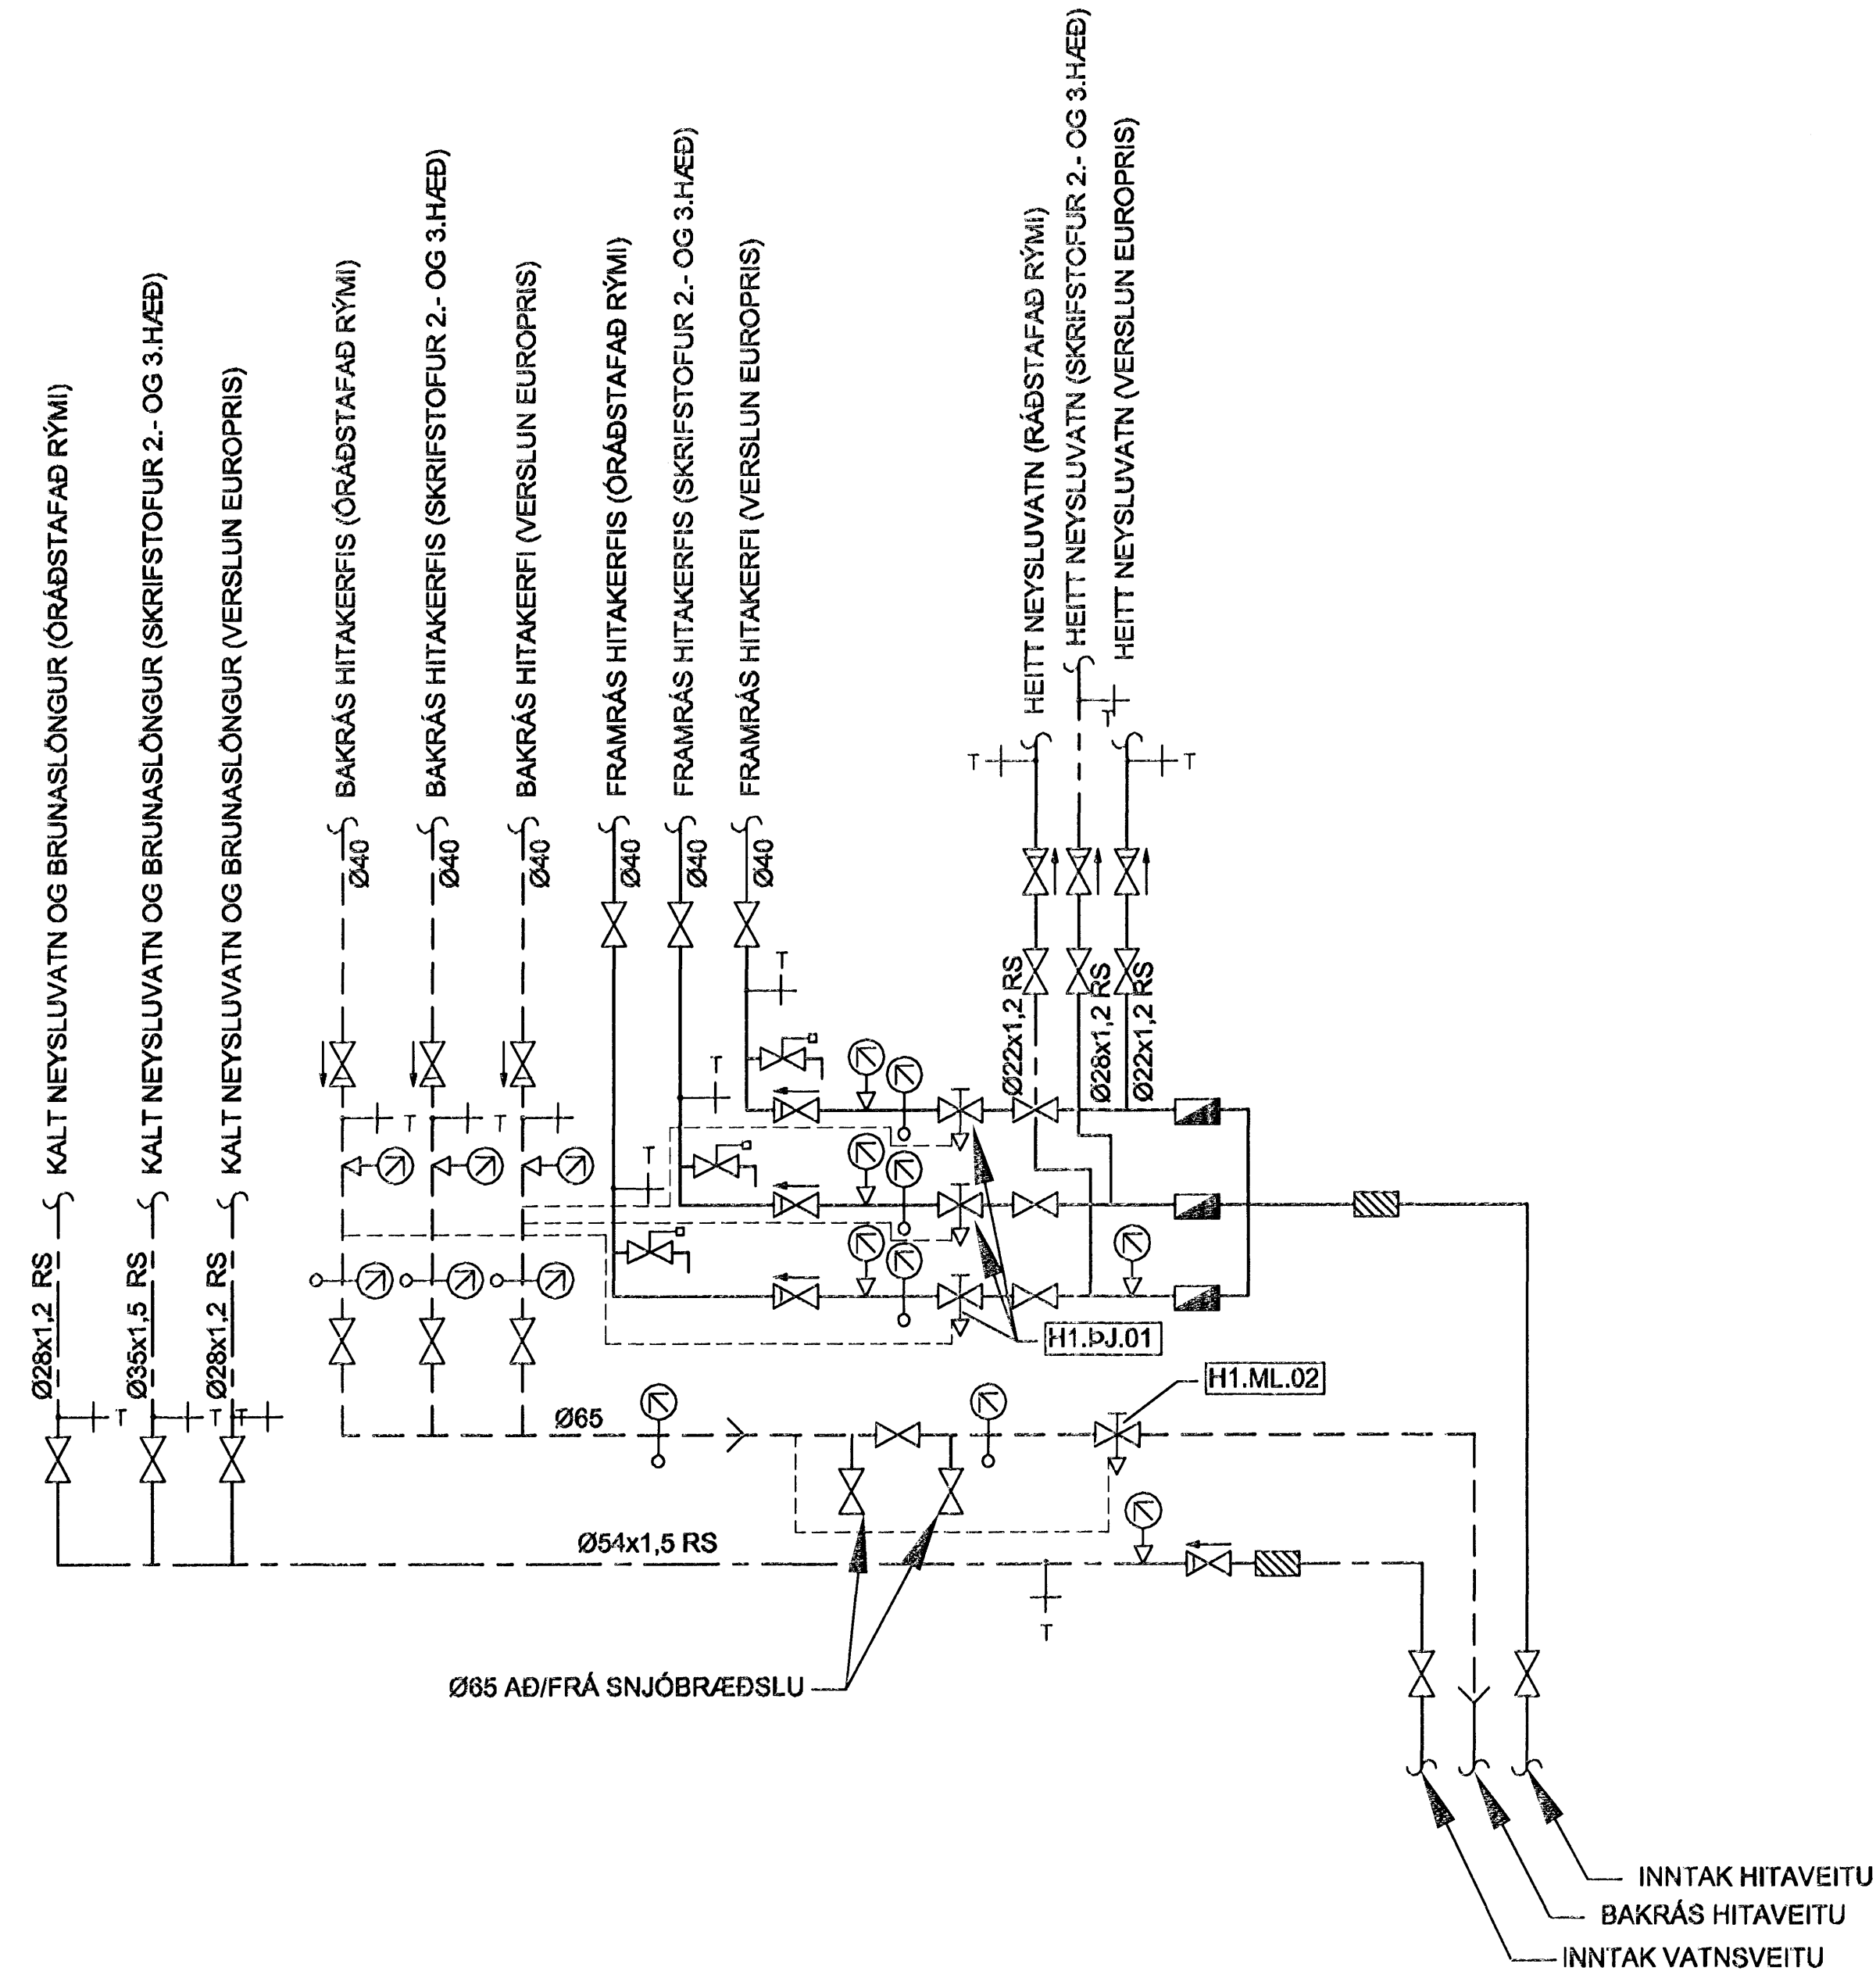 KALT NEYSLUVATN OG BRUNASLÖNGUR (ÓRÁÐSTAFAÐ RÝMI)
KALT NEYSLUVATN OG BRUNASLÖNGUR (SKRIFSTOFUR 2.- OG 3.HÆÐ)
KALT NEYSLUVATN OG BRUNASLÖNGUR (VERSLUN EUROPRIS)
BAKRÁS HITAKERFIS (ÓRÁÐSTAFAÐ RÝMI)
BAKRÁS HITAKERFIS (SKRIFSTOFUR 2.- OG 3.HÆÐ)
BAKRÁS HITAKERFI (VERSLUN EUROPRIS)
FRAMRÁS HITAKERFIS (ÓRÁÐSTAFAÐ RÝMI)
FRAMRÁS HITAKERFIS (SKRIFSTOFUR 2.- OG 3.HÆÐ)
FRAMRÁS HITAKERFI (VERSLUN EUROPRIS)
HEITT NEYSLUVATN (RÁÐSTAFAÐ RÝMI)
HEITT NEYSLUVATN (SKRIFSTOFUR 2.- OG 3.HÆÐ)
HEITT NEYSLUVATN (VERSLUN EUROPRIS)
T
T
T
Ø40
Ø40
Ø40
Ø40
Ø40
Ø40
Ø22x1,2 RS
Ø28x1,2 RS
Ø22x1,2 RS
T
T
T
T
T
Ø28x1,2 RS
Ø35x1,5 RS
Ø28x1,2 RS
T
T
T
H1.ÞJ.01
H1.ML.02
Ø65
Ø54x1,5 RS
T
Ø65 AÐ/FRÁ SNJÓBRÆÐSLU
INNTAK HITAVEITU
BAKRÁS HITAVEITU
INNTAK VATNSVEITU